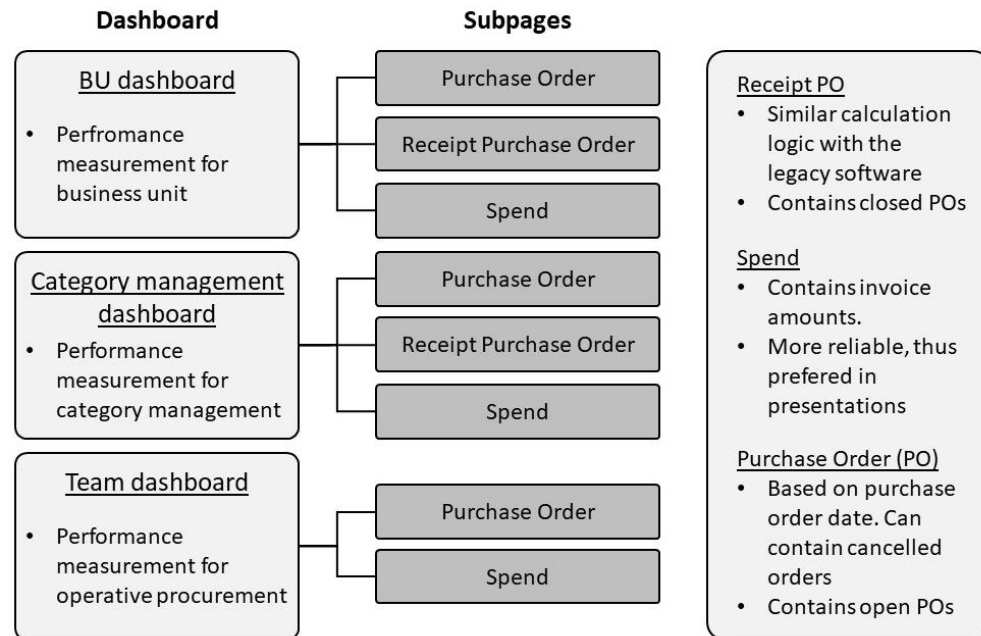 Dashboard
Subpages
BU dashboard
• Perfromance
measurement for
business unit
Purchase Order
Receipt Purchase Order
Spend
Category management
dashboard
• Performance
measurement for
category management
Purchase Order
Receipt Purchase Order
Spend
Team dashboard
• Performance
measurement for
operative procurement
Purchase Order
Spend
Receipt PO
• Similar calculation
logic with the
legacy software
• Contains closed POs
Spend
• Contains invoice
amounts.
• More reliable, thus
prefered in
presentations
Purchase Order (PO)
• Based on purchase
order date. Can
contain cancelled
orders
• Contains open POs